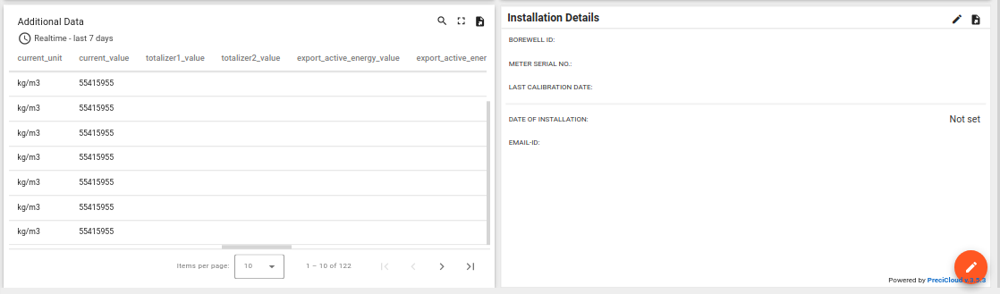 Additional Data
Realtime - last 7 days
current_unit current_value totalizer1_value totalizer2_value export_active_energy_value export_active_ener
kg/m3 55415955
kg/m3 55415955
kg/m3 55415955
kg/m3 55415955
kg/m3 55415955
kg/m3 55415955
kg/m3 55415955
Items per page: 10 1 – 10 of 122
Installation Details
BOREWELL ID:
METER SERIAL NO.:
LAST CALIBRATION DATE:
DATE OF INSTALLATION: Not set
EMAIL-ID:
Powered by PreciCloud v.3.5.3